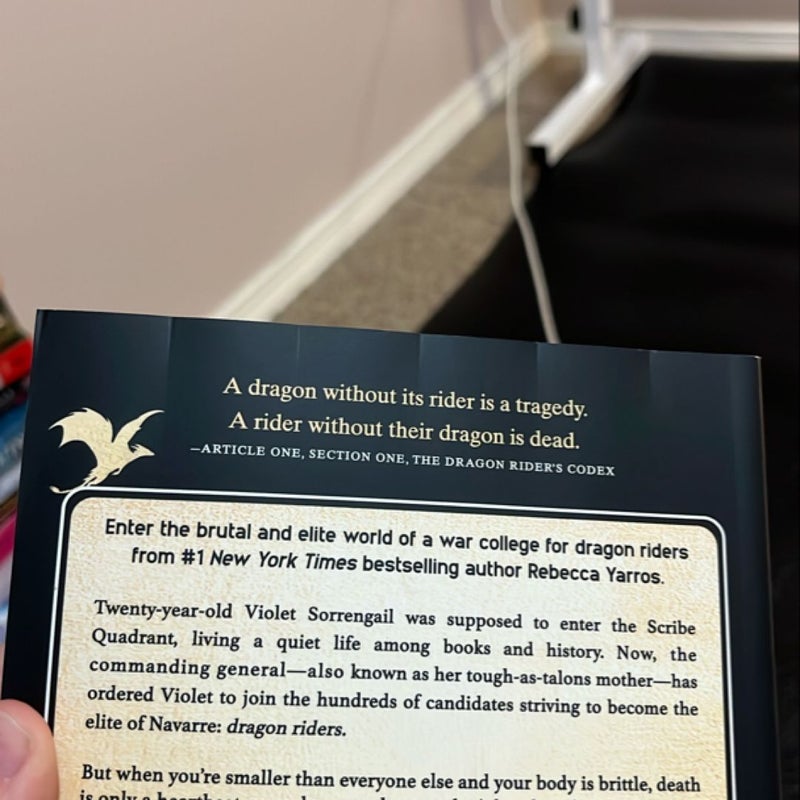 A dragon without its rider is a tragedy.
A rider without their dragon is dead.
—ARTICLE ONE, SECTION ONE, THE DRAGON RIDER'S CODEX
Enter the brutal and elite world of a war college for dragon riders
from #1 New York Times bestselling author Rebecca Yarros.
Twenty-year-old Violet Sorrengail was supposed to enter the Scribe
Quadrant, living a quiet life among books and history. Now, the
commanding general—also known as her tough-as-talons mother—has
ordered Violet to join the hundreds of candidates striving to become the
elite of Navarre: dragon riders.
But when you're smaller than everyone else and your body is brittle, death
is only a